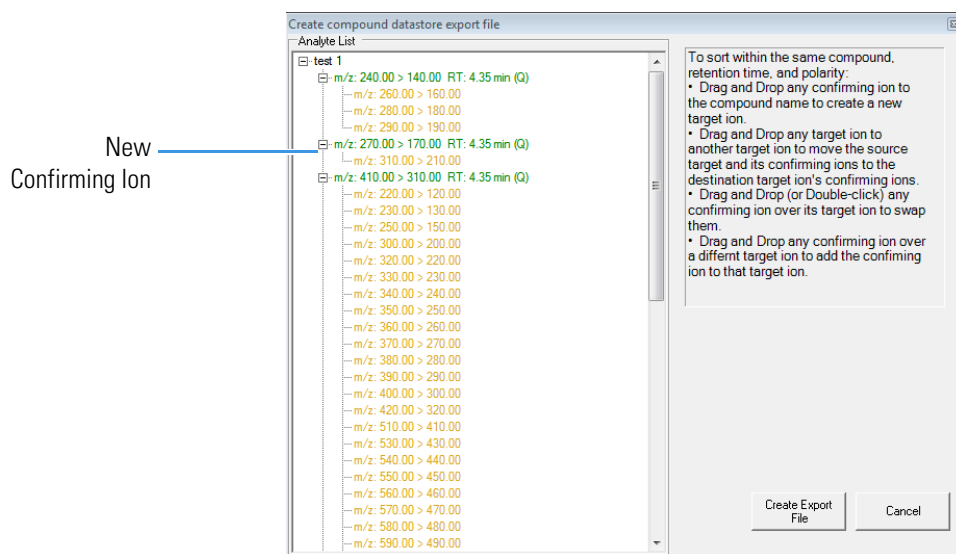 Create compound datastore export file
Analyte List
test 1
m/z: 240.00 > 140.00 RT: 4.35 min (Q)
m/z: 260.00 > 160.00
m/z: 280.00 > 180.00
m/z: 290.00 > 190.00
m/z: 270.00 > 170.00 RT: 4.35 min (Q)
m/z: 310.00 > 210.00
m/z: 410.00 > 310.00 RT: 4.35 min (Q)
m/z: 220.00 > 120.00
m/z: 230.00 > 130.00
m/z: 250.00 > 150.00
m/z: 300.00 > 200.00
m/z: 320.00 > 220.00
m/z: 330.00 > 230.00
m/z: 340.00 > 240.00
m/z: 350.00 > 250.00
m/z: 360.00 > 260.00
m/z: 370.00 > 270.00
m/z: 380.00 > 280.00
m/z: 390.00 > 290.00
m/z: 400.00 > 300.00
m/z: 420.00 > 320.00
m/z: 510.00 > 410.00
m/z: 530.00 > 430.00
m/z: 540.00 > 440.00
m/z: 550.00 > 450.00
m/z: 560.00 > 460.00
m/z: 570.00 > 470.00
m/z: 580.00 > 480.00
m/z: 590.00 > 490.00
New
Confirming Ion
To sort within the same compound,
retention time, and polarity:
• Drag and Drop any confirming ion to
the compound name to create a new
target ion.
• Drag and Drop any target ion to
another target ion to move the source
target and its confirming ions to the
destination target ion's confirming ions.
• Drag and Drop (or Double-click) any
confirming ion over its target ion to swap
them.
• Drag and Drop any confirming ion over
a differnt target ion to add the confiming
ion to that target ion.
Create Export
File
Cancel